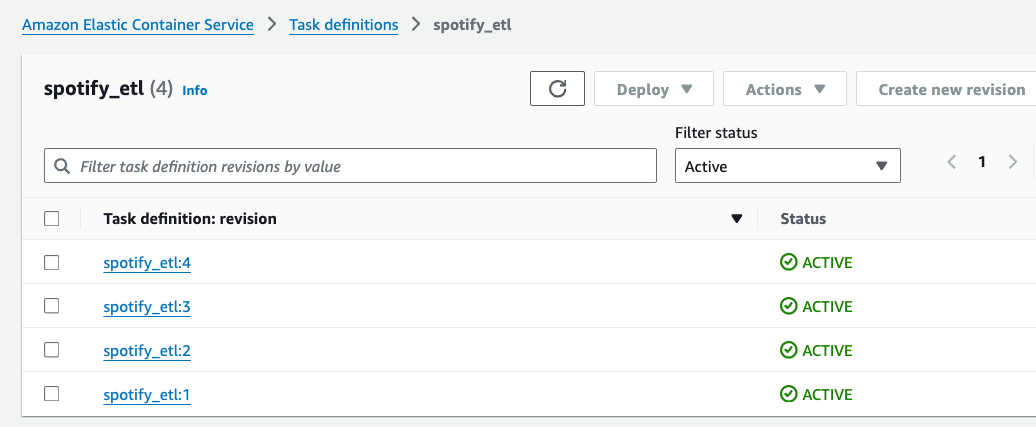 Amazon Elastic Container Service > Task definitions > spotify_etl
spotify_etl (4) Info
Deploy
Actions
Create new revision
Filter task definition revisions by value
Filter status
Active
1
Task definition: revision
Status
spotify_etl:4
ACTIVE
spotify_etl:3
ACTIVE
spotify_etl:2
ACTIVE
spotify_etl:1
ACTIVE